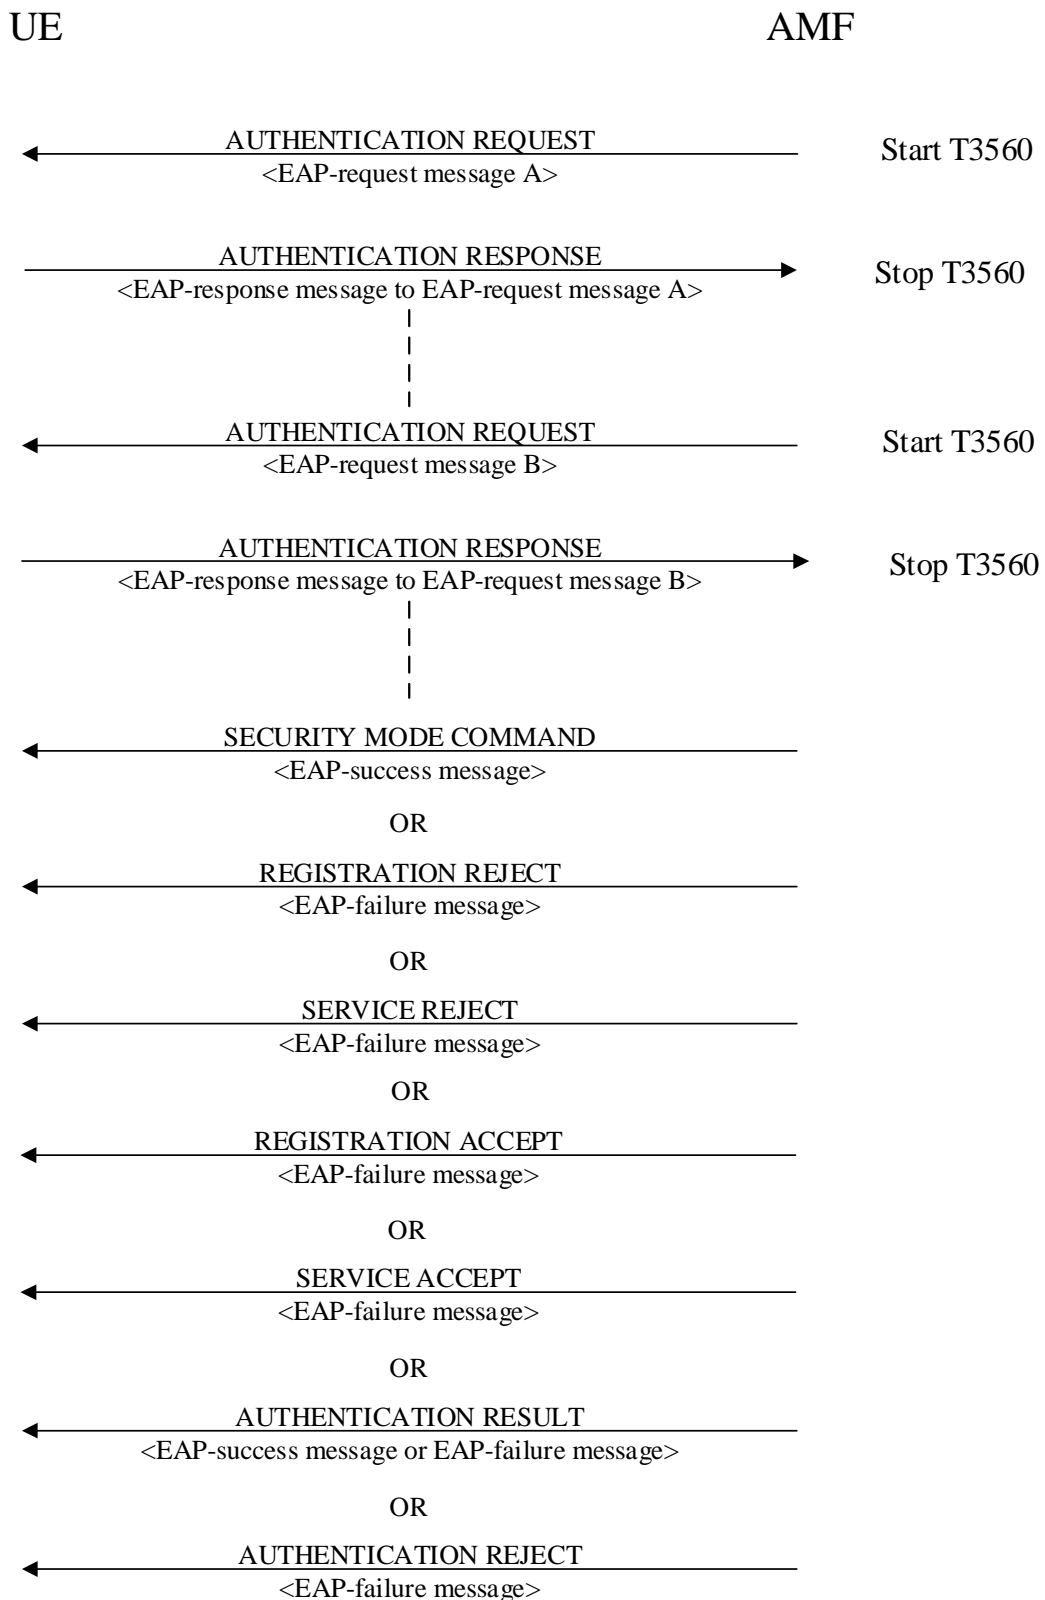 UE AMF
AUTHENTICATION REQUEST
Start T3560
<EAP-request message A>
AUTHENTICATION RESPONSE
Stop T3560
<EAP-response message to EAP-request message A>
AUTHENTICATION REQUEST
Start T3560
<EAP-request message B>
AUTHENTICATION RESPONSE
Stop T3560
<EAP-response message to EAP-request message B>
SECURITY MODE COMMAND
<EAP-success message>
OR
REGISTRATION REJECT
<EAP-failure message>
OR
SERVICE REJECT
<EAP-failure message>
OR
REGISTRATION ACCEPT
<EAP-failure message>
OR
SERVICE ACCEPT
<EAP-failure message>
OR
AUTHENTICATION RESULT
<EAP-success message or EAP-failure message>
OR
AUTHENTICATION REJECT
<EAP-failure message>